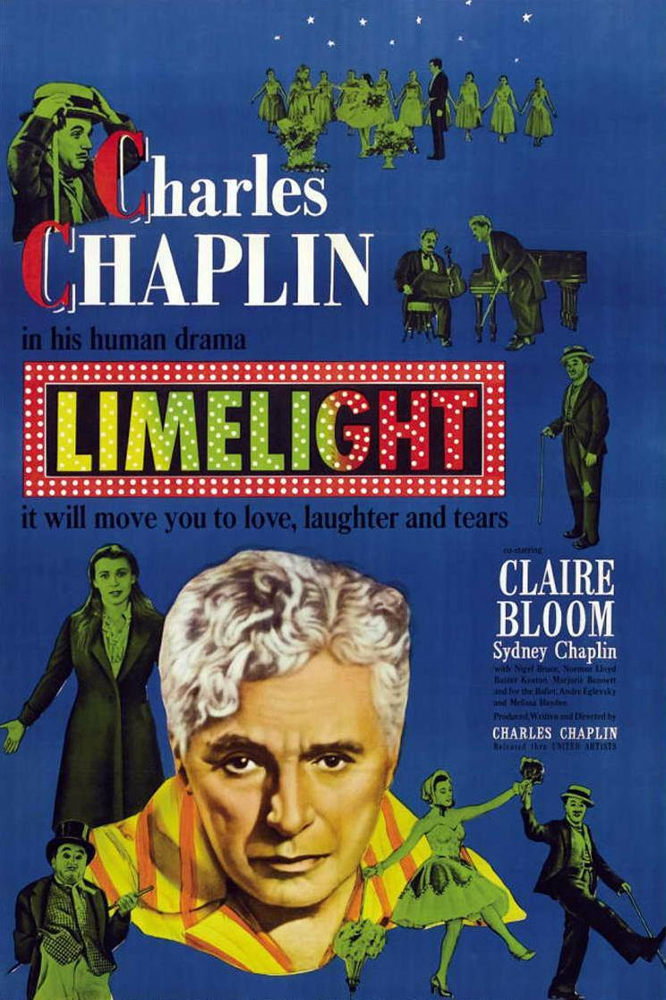 Charles
CHAPLIN
in his human drama
LIMELIGHT
it will move you to love, laughter and tears
co-starring
CLAIRE
BLOOM
Sydney Chaplin
with Nigel Bruce, Norman Lloyd
Buster Keaton, Marjorie Bennett
and for the Ballet, Andre Eglevsky
and Melissa Hayden
Produced, Written and Directed by
CHARLES CHAPLIN
Released thru UNITED ARTISTS